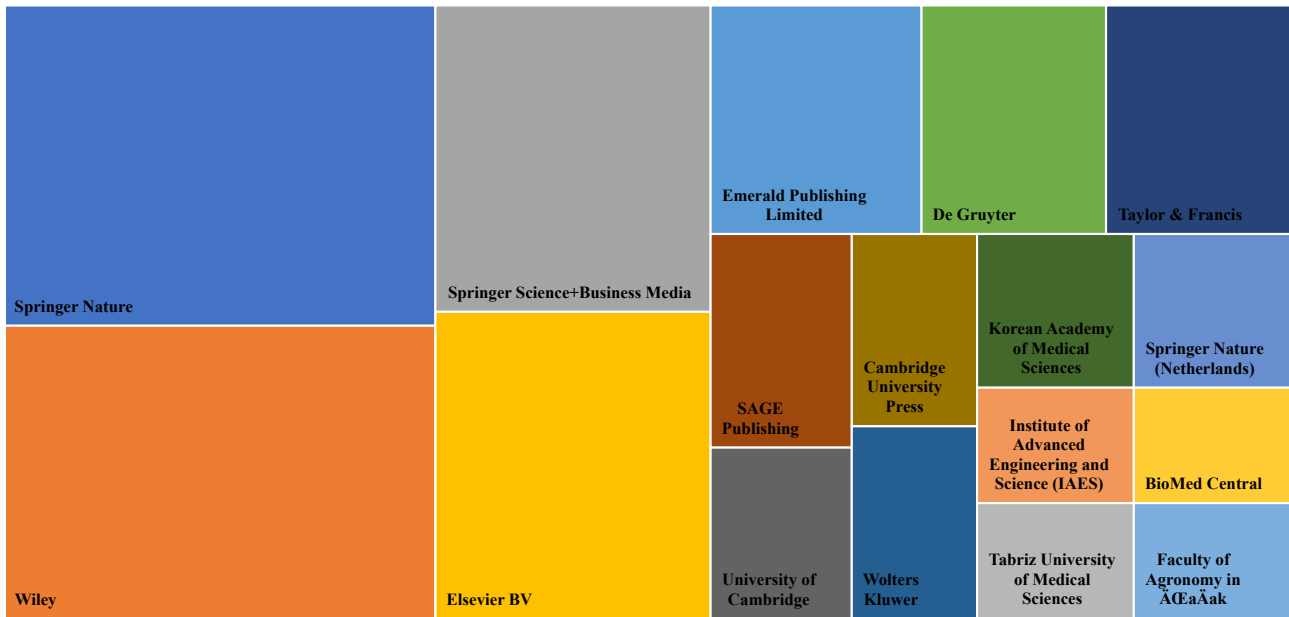 Springer Nature
Wiley
Springer Science+Business Media
Elsevier BV
Emerald Publishing
Limited
De Gruyter
Taylor & Francis
SAGE
Publishing
University of
Cambridge
Cambridge
University
Press
Wolters
Kluwer
Korean Academy
of Medical
Sciences
Springer Nature
(Netherlands)
Institute of
Advanced
Engineering and
Science (IAES)
BioMed Central
Tabriz University
of Medical
Sciences
Faculty of
Agronomy in
ÄŒaÄak